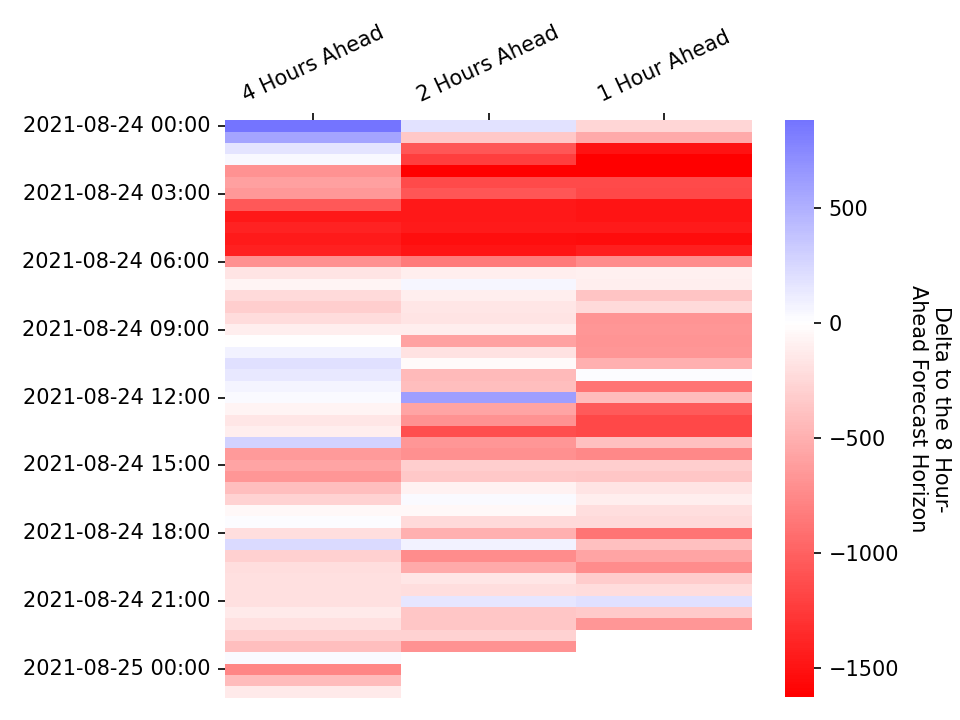 4 Hours Ahead
2 Hours Ahead
1 Hour Ahead
2021-08-24 00:00
2021-08-24 03:00
2021-08-24 06:00
2021-08-24 09:00
2021-08-24 12:00
2021-08-24 15:00
2021-08-24 18:00
2021-08-24 21:00
2021-08-25 00:00
500
0
−500
−1000
−1500
Delta to the 8 Hour-
Ahead Forecast Horizon